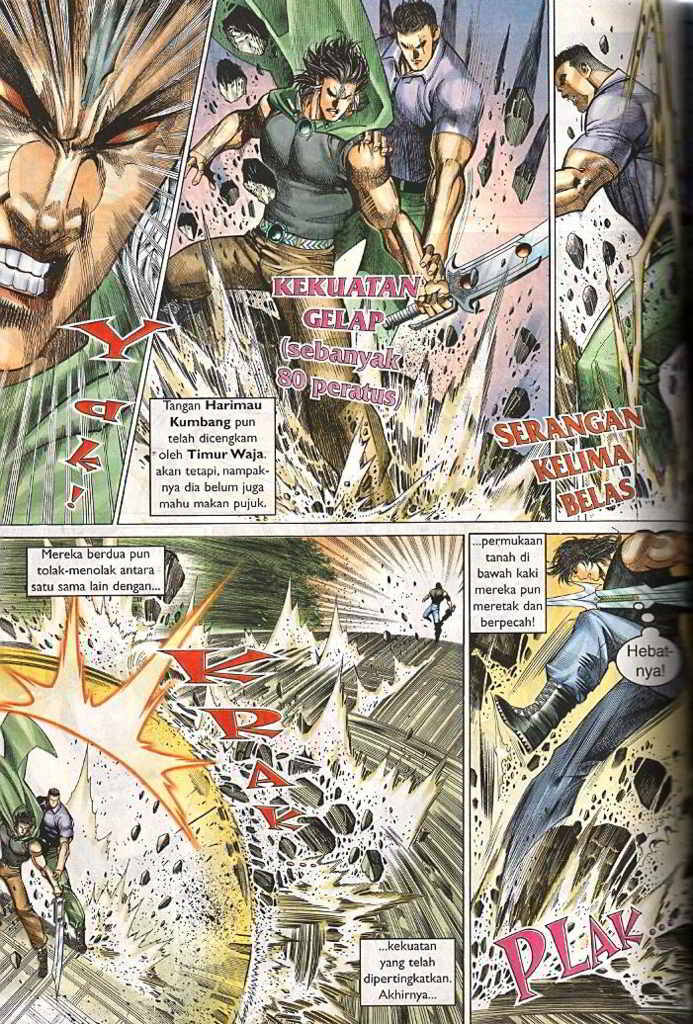 YAK!
KEKUATAN
GELAP
(sebanyak
80 peratus)
Tangan Harimau
Kumbang pun
telah dicengkam
oleh Timur Waja,
akan tetapi, nampak-
nya dia belum juga
mahu makan pujuk.
SERANGAN
KELIMA
BELAS
Mereka berdua pun
tolak-menolak antara
satu sama lain dengan...
KRAK
...kekuatan
yang telah
dipertingkatkan.
Akhirnya...
...permukaan
tanah di
bawah kaki
mereka pun
meretak dan
berpecah!
Hebat-
nya!
PLAK